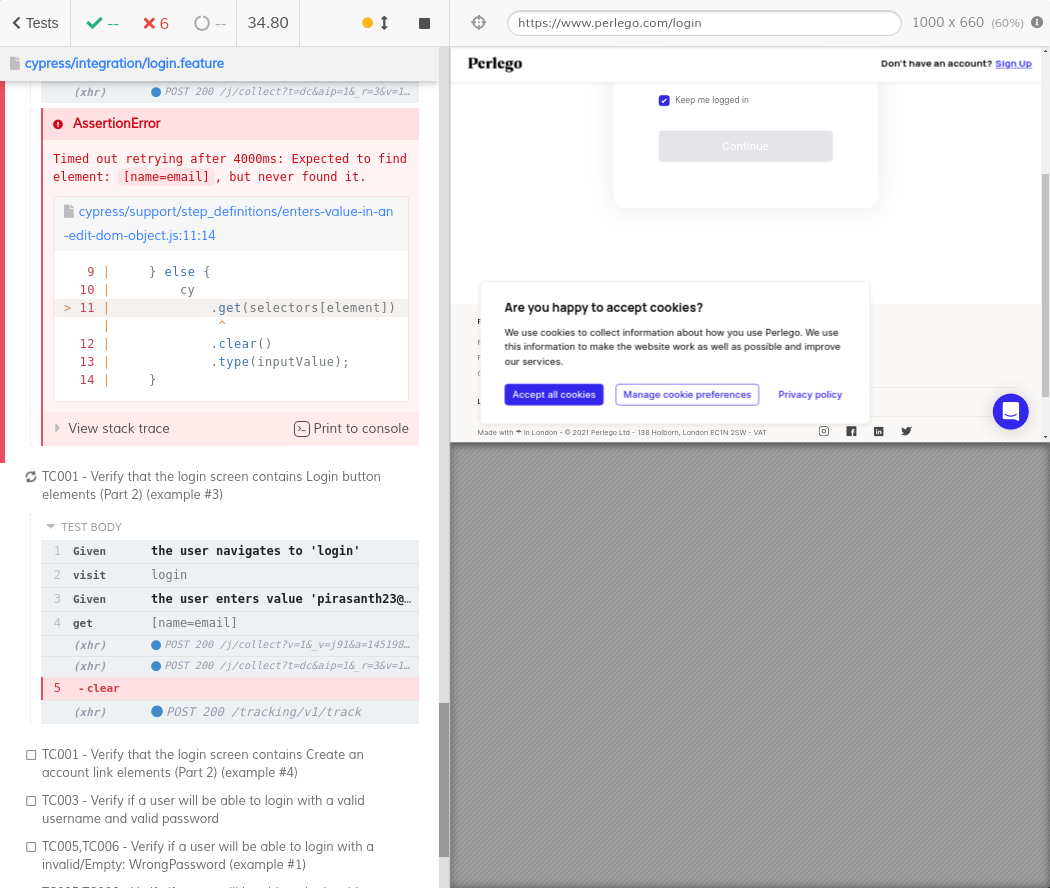 Tests
--
6
--
34.80
cypress/integration/login.feature
(xhr) POST 200 /j/collect?t=dc&aip=1&_r=3&v=1…
AssertionError
Timed out retrying after 4000ms: Expected to find
element: [name=email], but never found it.
cypress/support/step_definitions/enters-value-in-an
-edit-dom-object.js:11:14
9 | } else {
10 | cy
> 11 | .get(selectors[element])
| ^
12 | .clear()
13 | .type(inputValue);
14 | }
View stack trace
Print to console
TC001 - Verify that the login screen contains Login button
elements (Part 2) (example #3)
TEST BODY
1 Given the user navigates to 'login'
2 visit login
3 Given the user enters value 'pirasanth23@…
4 get [name=email]
(xhr) POST 200 /j/collect?v=1&_v=j91&a=145198…
(xhr) POST 200 /j/collect?t=dc&aip=1&_r=3&v=1…
5 -clear
(xhr) POST 200 /tracking/v1/track
TC001 - Verify that the login screen contains Create an
account link elements (Part 2) (example #4)
TC003 - Verify if a user will be able to login with a valid
username and valid password
TC005,TC006 - Verify if a user will be able to login with a
invalid/Empty: WrongPassword (example #1)
https://www.perlego.com/login
1000 x 660 (60%)
Perlego
Don't have an account? Sign Up
Keep me logged in
Continue
Are you happy to accept cookies?
We use cookies to collect information about how you use Perlego. We use
this information to make the website work as well as possible and improve
our services.
Accept all cookies
Manage cookie preferences
Privacy policy
Made with ☂ in London - © 2021 Perlego Ltd - 138 Holborn, London EC1N 2SW - VAT